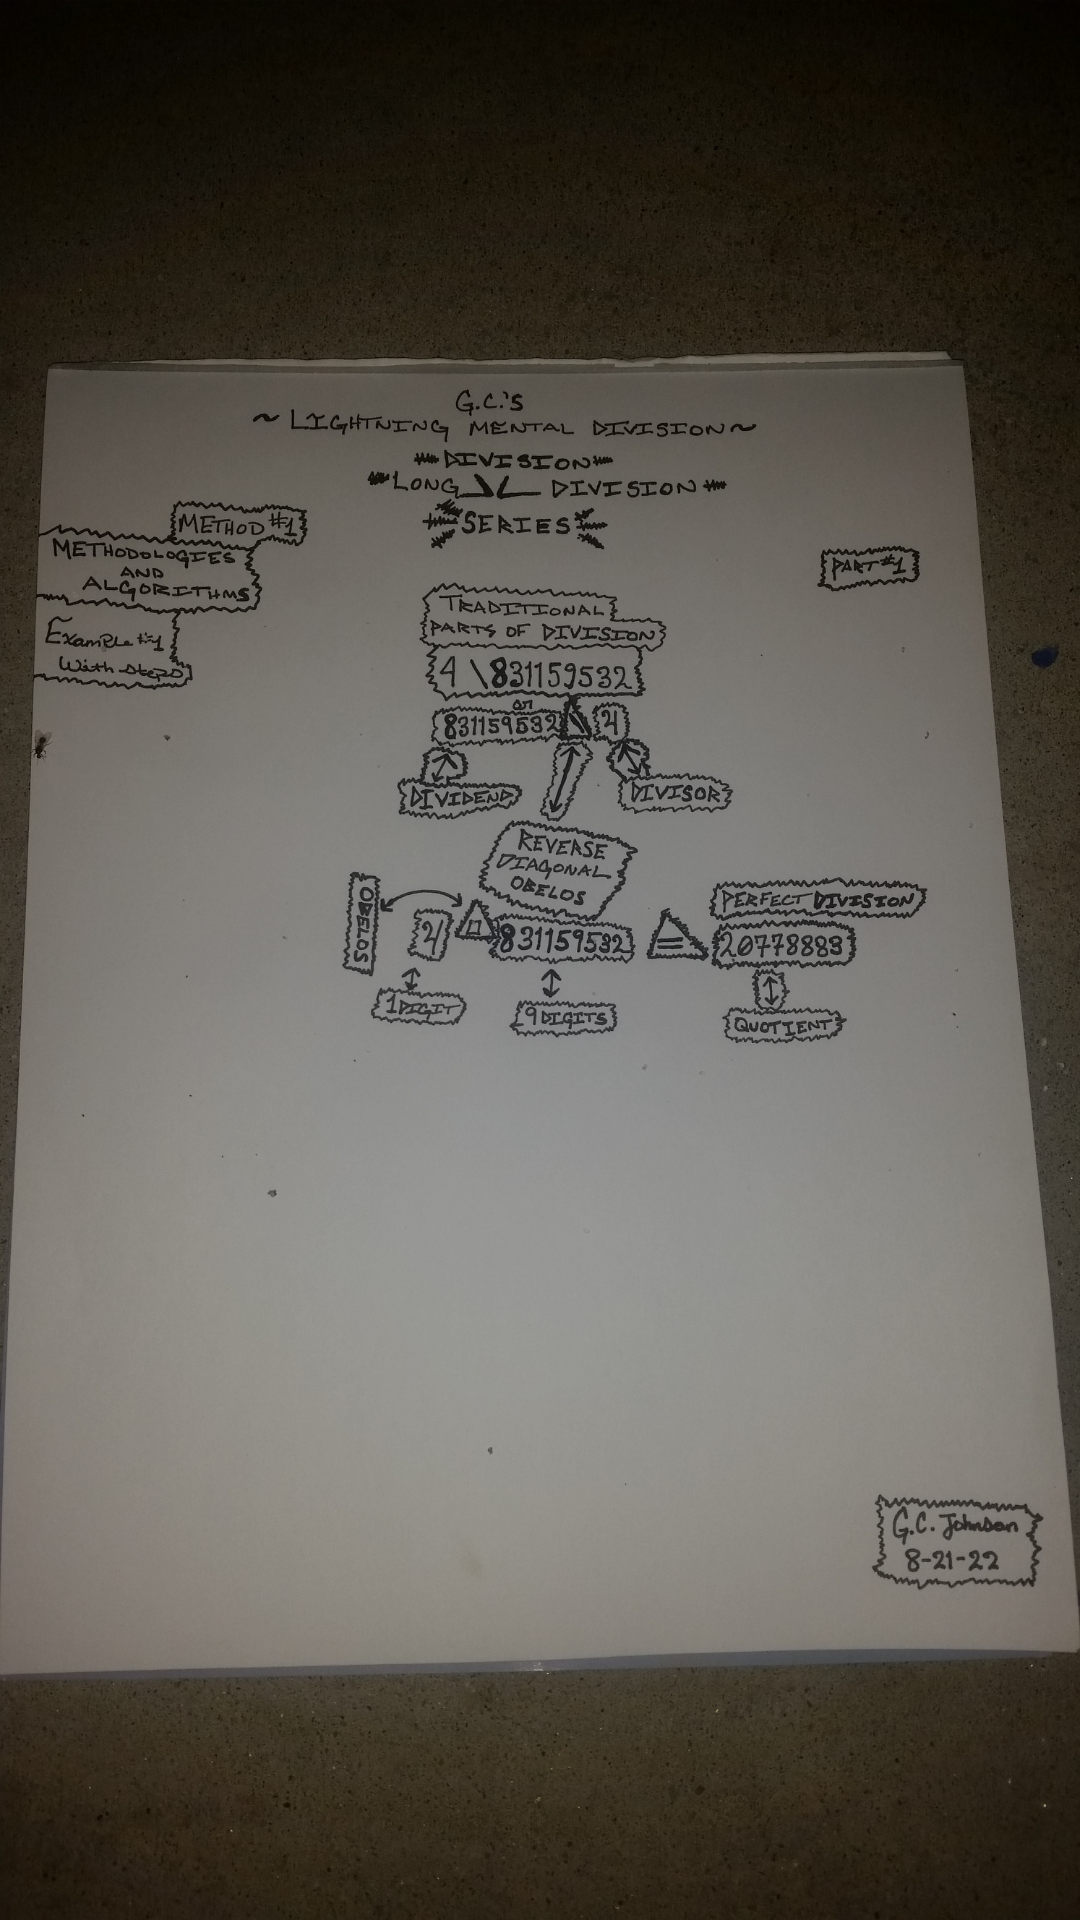 G.C.'S
~ LIGHTNING MENTAL DIVISION ~
DIVISION
LONG DIVISION
SERIES
METHOD #1
METHODOLOGIES
AND
ALGORITHMS
Example #1
With Steps
PART #1
TRADITIONAL
PARTS OF DIVISION
4 \831159532
or
831159532 \ 4
DIVIDEND
DIVISOR
REVERSE
DIAGONAL
OBELOS
OBELOS
4 831159532 = 20778883
PERFECT DIVISION
1 DIGIT
9 DIGITS
QUOTIENT
G.C. Johnson
8-21-22